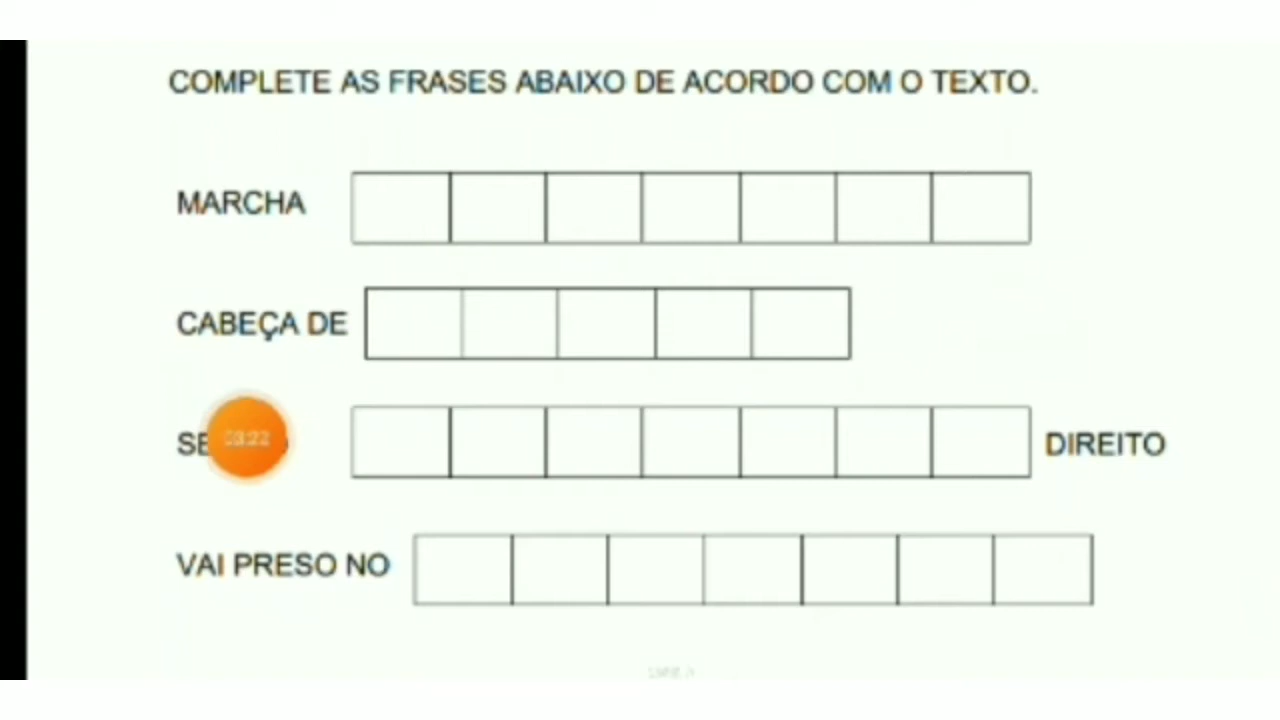 COMPLETE AS FRASES ABAIXO DE ACORDO COM O TEXTO.
MARCHA
CABEÇA DE
DIREITO
VAI PRESO NO